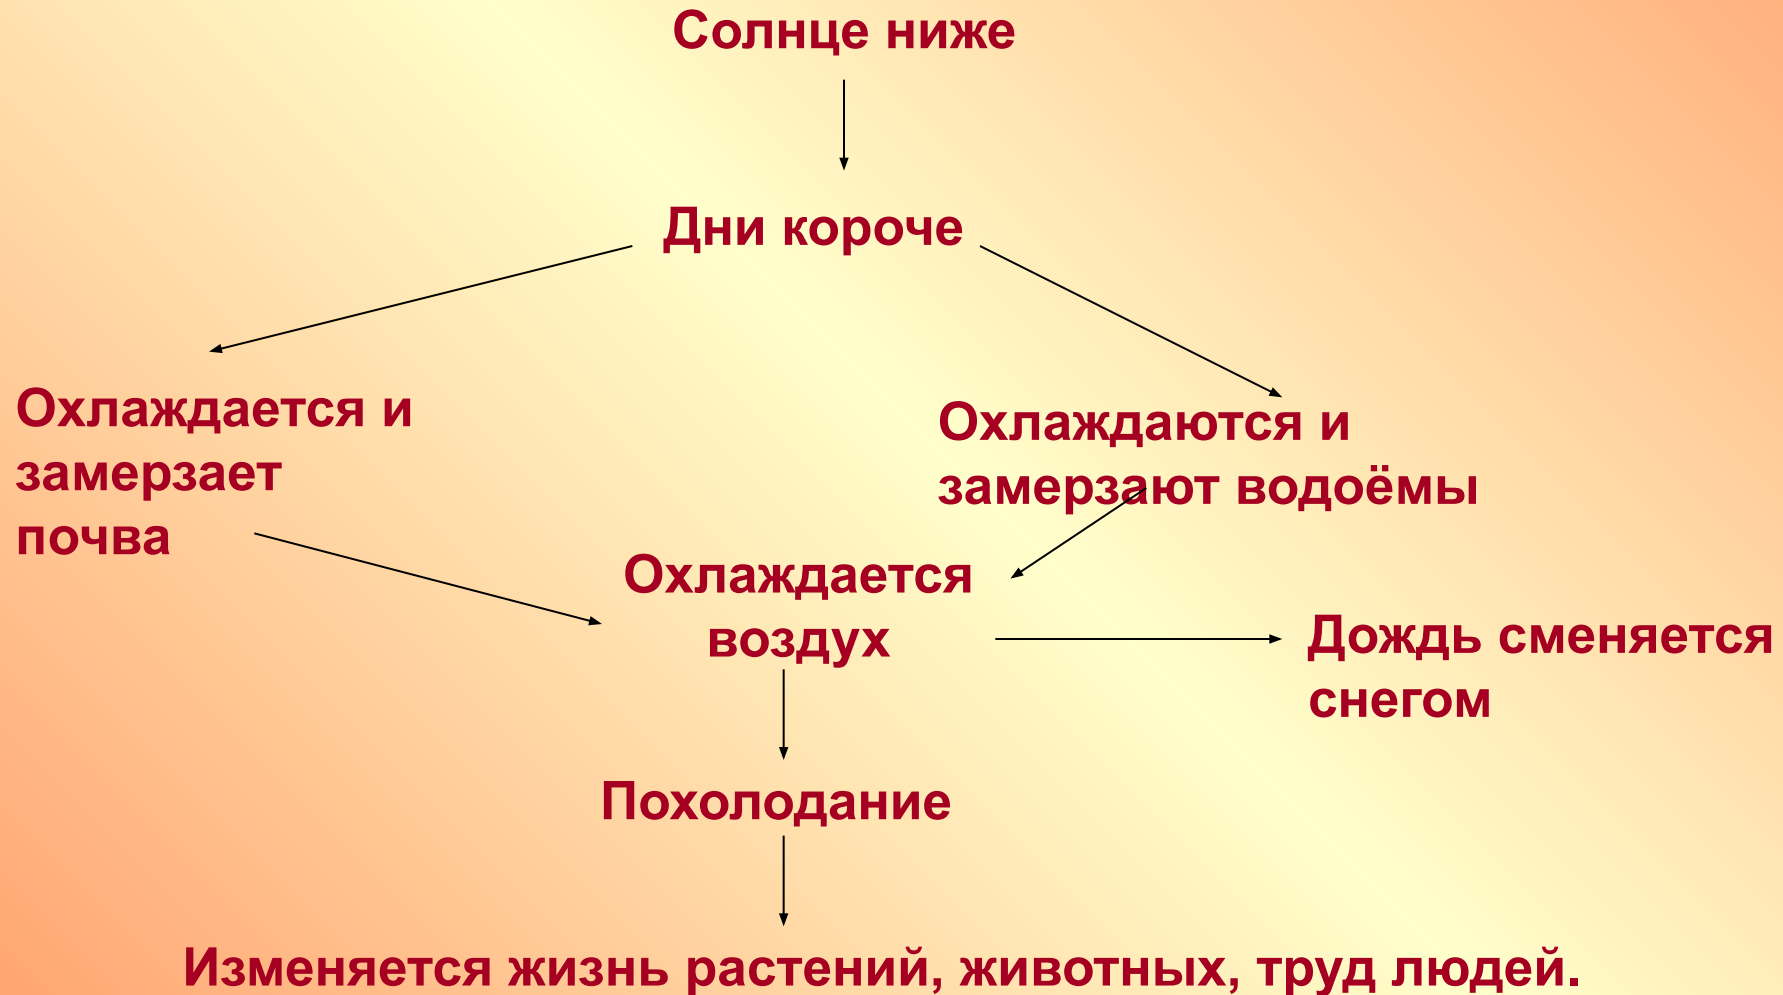 Солнце ниже
Дни короче
Охлаждается и
замерзает
почва
Охлаждаются и
замерзают водоёмы
Охлаждается
воздух
Дождь сменяется
снегом
Похолодание
Изменяется жизнь растений, животных, труд людей.